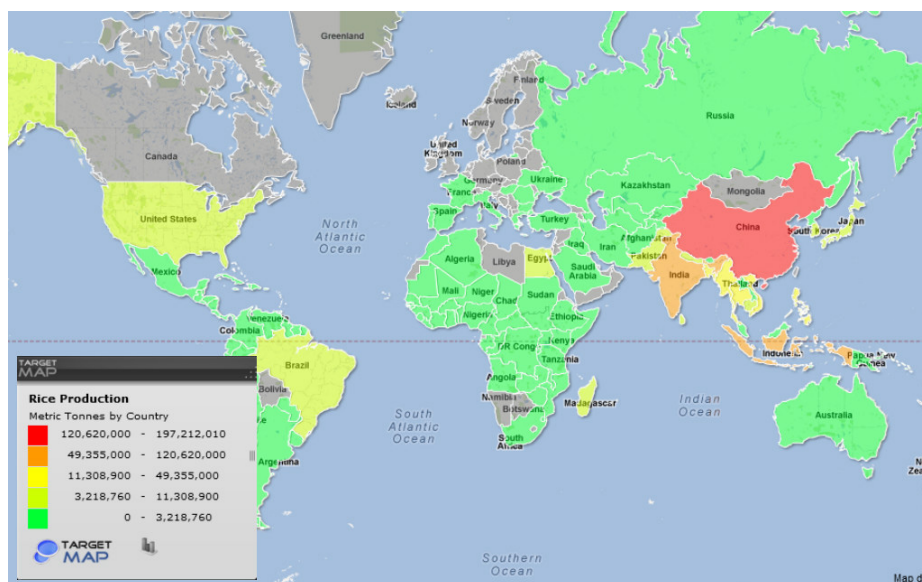 Greenland
Iceland
Finland
Sweden
Norway
Russia
United
Kingdom
Canada
Poland
Germany
Ukraine
France
Kazakhstan
Mongolia
Italy
Spain
Turkey
United States
North
Atlantic
Ocean
China
Japan
South Korea
Afghanistan
Iraq
Iran
Pakistan
Algeria
Libya
Egypt
Saudi
Arabia
India
Mexico
Mali
Niger
Chad
Sudan
Thailand
Nigeria
Ethiopia
Venezuela
Colombia
Kenya
DR Congo
Indonesia
Papua New
Guinea
Tanzania
Brazil
Angola
Bolivia
Namibia
Botswana
Madagascar
Indian
Ocean
South
Atlantic
Ocean
Australia
South
Africa
Argentina
New
Zea
Southern
Ocean
Map d
TARGET
MAP
Rice Production
Metric Tonnes by Country
120,620,000 - 197,212,010
49,355,000 - 120,620,000
11,308,900 - 49,355,000
3,218,760 - 11,308,900
0 - 3,218,760
TARGET
MAP